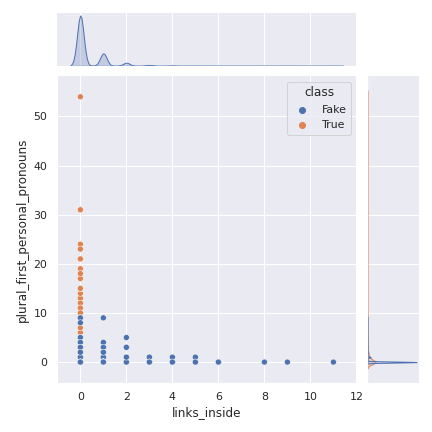 class
Fake
True
50
40
30
20
10
0
plural_first_personal_pronouns
0 2 4 6 8 10 12
links_inside